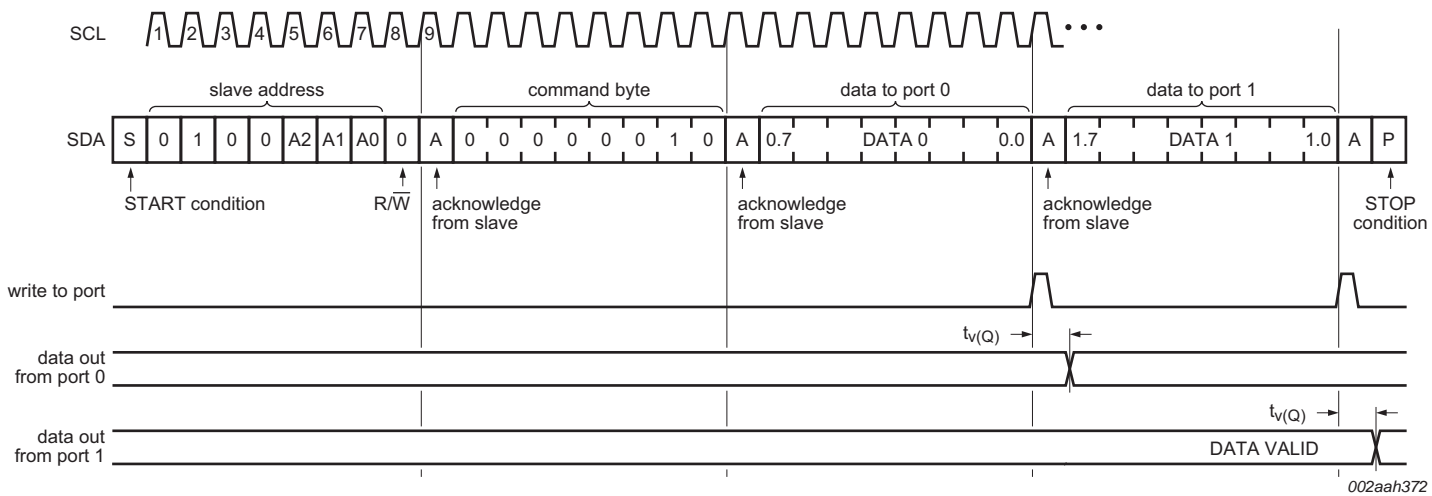 SCL 1 2 3 4 5 6 7 8 9 • • •
slave address command byte data to port 0 data to port 1
SDA S 0 1 0 0 A2 A1 A0 0 A 0 0 0 0 0 0 1 0 A 0.7 DATA 0 0.0 A 1.7 DATA 1 1.0 A P
START condition R/W̅ acknowledge acknowledge acknowledge STOP
from slave from slave from slave condition
write to port
tv(Q)
data out
from port 0
tv(Q)
data out
from port 1 DATA VALID
002aah372